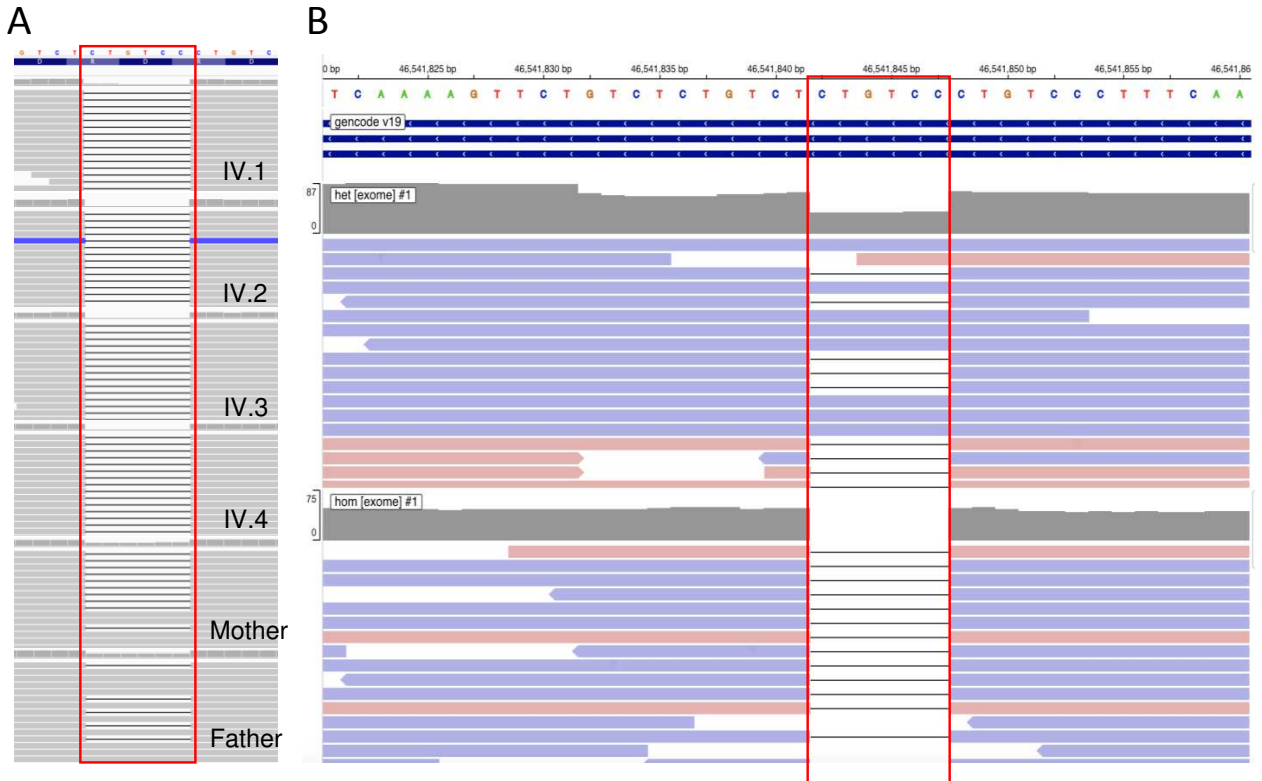 A
G T C T C T G T C C C T G T C
D R D R D
IV.1
IV.2
IV.3
IV.4
Mother
Father
B
0 bp 46,541,825 bp 46,541,830 bp 46,541,835 bp 46,541,840 bp 46,541,845 bp 46,541,850 bp 46,541,855 bp 46,541,86
T C A A A A G T T C T G T C T C T G T C T C T G T C C C T G T C C C T T T C A A
gencode v19
87
het [exome] #1
0
75
hom [exome] #1
0